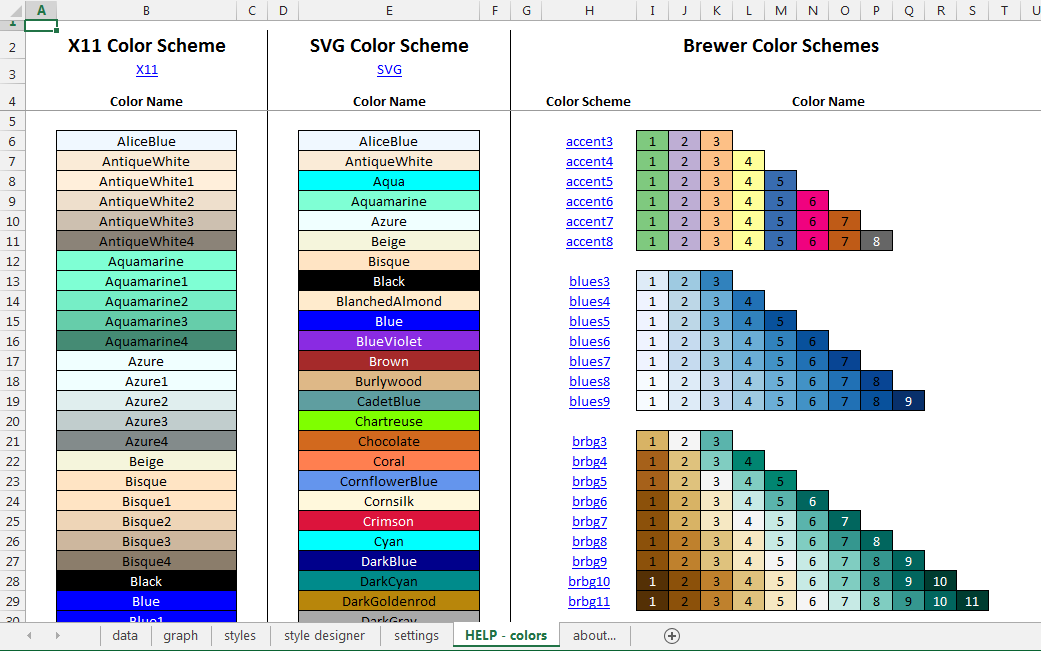 A B C D E F G H I J K L M N O P Q R S T U
1
2 X11 Color Scheme SVG Color Scheme Brewer Color Schemes
3 X11 SVG
4 Color Name Color Name Color Scheme Color Name
5
6 AliceBlue AliceBlue accent3 1 2 3
7 AntiqueWhite AntiqueWhite accent4 1 2 3 4
8 AntiqueWhite1 Aqua accent5 1 2 3 4 5
9 AntiqueWhite2 Aquamarine accent6 1 2 3 4 5 6
10 AntiqueWhite3 Azure accent7 1 2 3 4 5 6 7
11 AntiqueWhite4 Beige accent8 1 2 3 4 5 6 7 8
12 Aquamarine Bisque
13 Aquamarine1 Black blues3 1 2 3
14 Aquamarine2 BlanchedAlmond blues4 1 2 3 4
15 Aquamarine3 Blue blues5 1 2 3 4 5
16 Aquamarine4 BlueViolet blues6 1 2 3 4 5 6
17 Azure Brown blues7 1 2 3 4 5 6 7
18 Azure1 Burlywood blues8 1 2 3 4 5 6 7 8
19 Azure2 CadetBlue blues9 1 2 3 4 5 6 7 8 9
20 Azure3 Chartreuse
21 Azure4 Chocolate brbg3 1 2 3
22 Beige Coral brbg4 1 2 3 4
23 Bisque CornflowerBlue brbg5 1 2 3 4 5
24 Bisque1 Cornsilk brbg6 1 2 3 4 5 6
25 Bisque2 Crimson brbg7 1 2 3 4 5 6 7
26 Bisque3 Cyan brbg8 1 2 3 4 5 6 7 8
27 Bisque4 DarkBlue brbg9 1 2 3 4 5 6 7 8 9
28 Black DarkCyan brbg10 1 2 3 4 5 6 7 8 9 10
29 Blue DarkGoldenrod brbg11 1 2 3 4 5 6 7 8 9 10 11
30 Blue1 DarkGray
data graph styles style designer settings HELP - colors about...